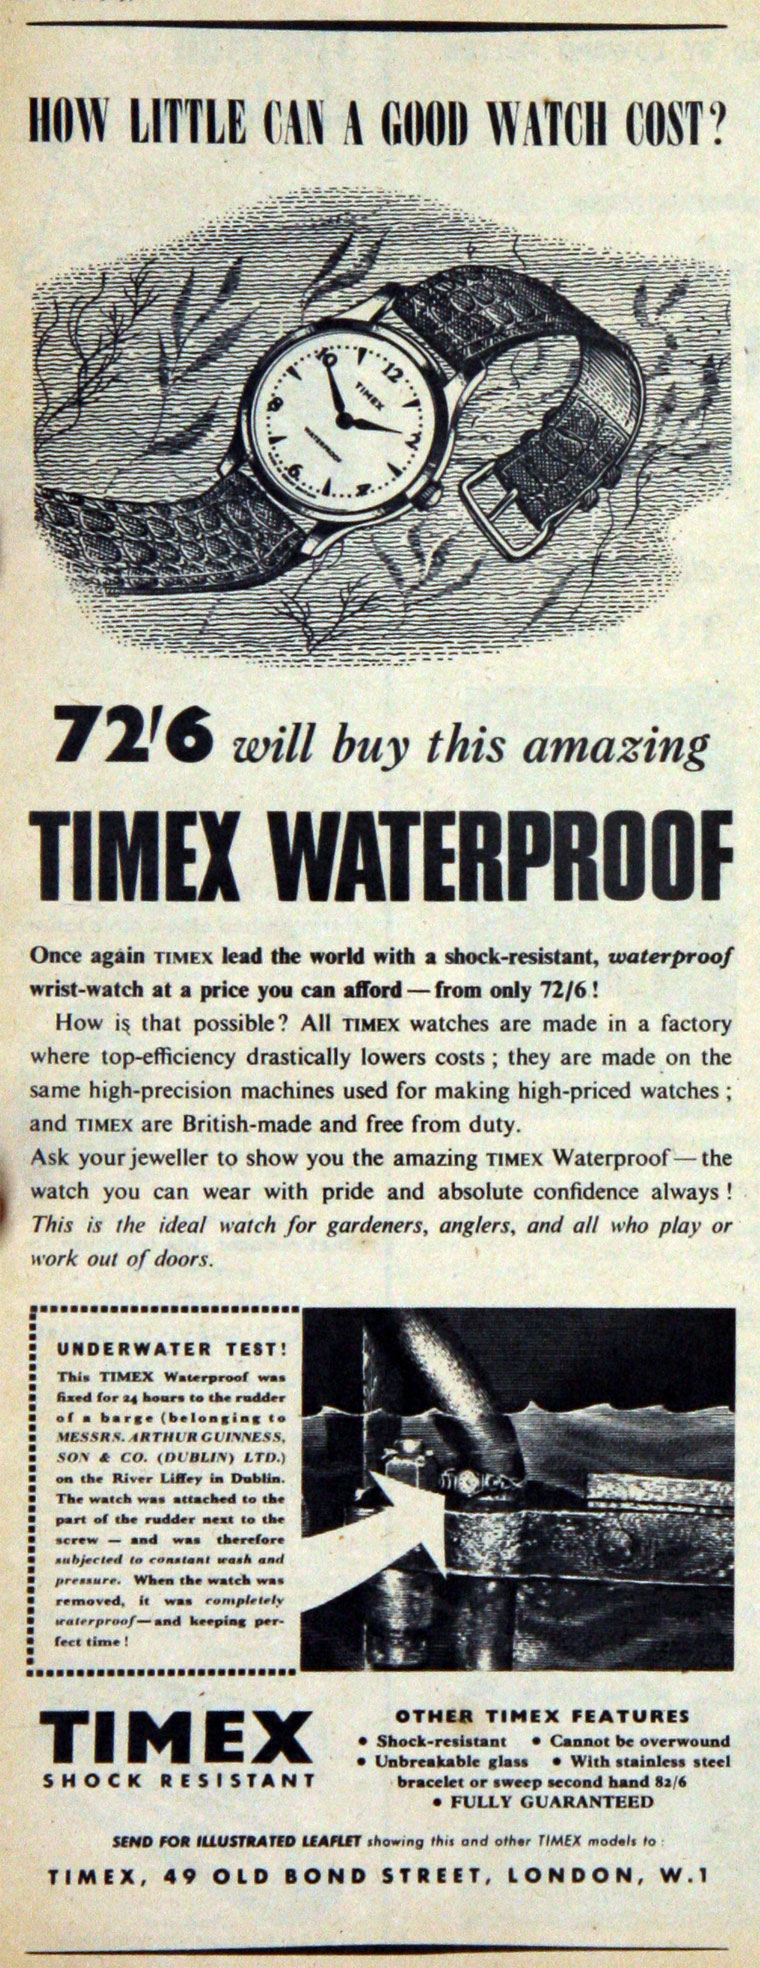 HOW LITTLE CAN A GOOD WATCH COST?
12
10
8
6
4
2
TIMEX
WATERPROOF
72'6 will buy this amazing
TIMEX WATERPROOF
Once again TIMEX lead the world with a shock-resistant, waterproof
wrist-watch at a price you can afford — from only 72/6 !
How is that possible? All TIMEX watches are made in a factory
where top-efficiency drastically lowers costs ; they are made on the
same high-precision machines used for making high-priced watches ;
and TIMEX are British-made and free from duty.
Ask your jeweller to show you the amazing TIMEX Waterproof — the
watch you can wear with pride and absolute confidence always !
This is the ideal watch for gardeners, anglers, and all who play or
work out of doors.
UNDERWATER TEST!
This TIMEX Waterproof was
fixed for 24 hours to the rudder
of a barge (belonging to
MESSRS. ARTHUR GUINNESS,
SON & CO. (DUBLIN) LTD.)
on the River Liffey in Dublin.
The watch was attached to the
part of the rudder next to the
screw — and was therefore
subjected to constant wash and
pressure. When the watch was
removed, it was completely
waterproof — and keeping per-
fect time !
TIMEX
SHOCK RESISTANT
OTHER TIMEX FEATURES
• Shock-resistant • Cannot be overwound
• Unbreakable glass • With stainless steel
bracelet or sweep second hand 82/6
• FULLY GUARANTEED
SEND FOR ILLUSTRATED LEAFLET showing this and other TIMEX models to :
TIMEX, 49 OLD BOND STREET, LONDON, W.1